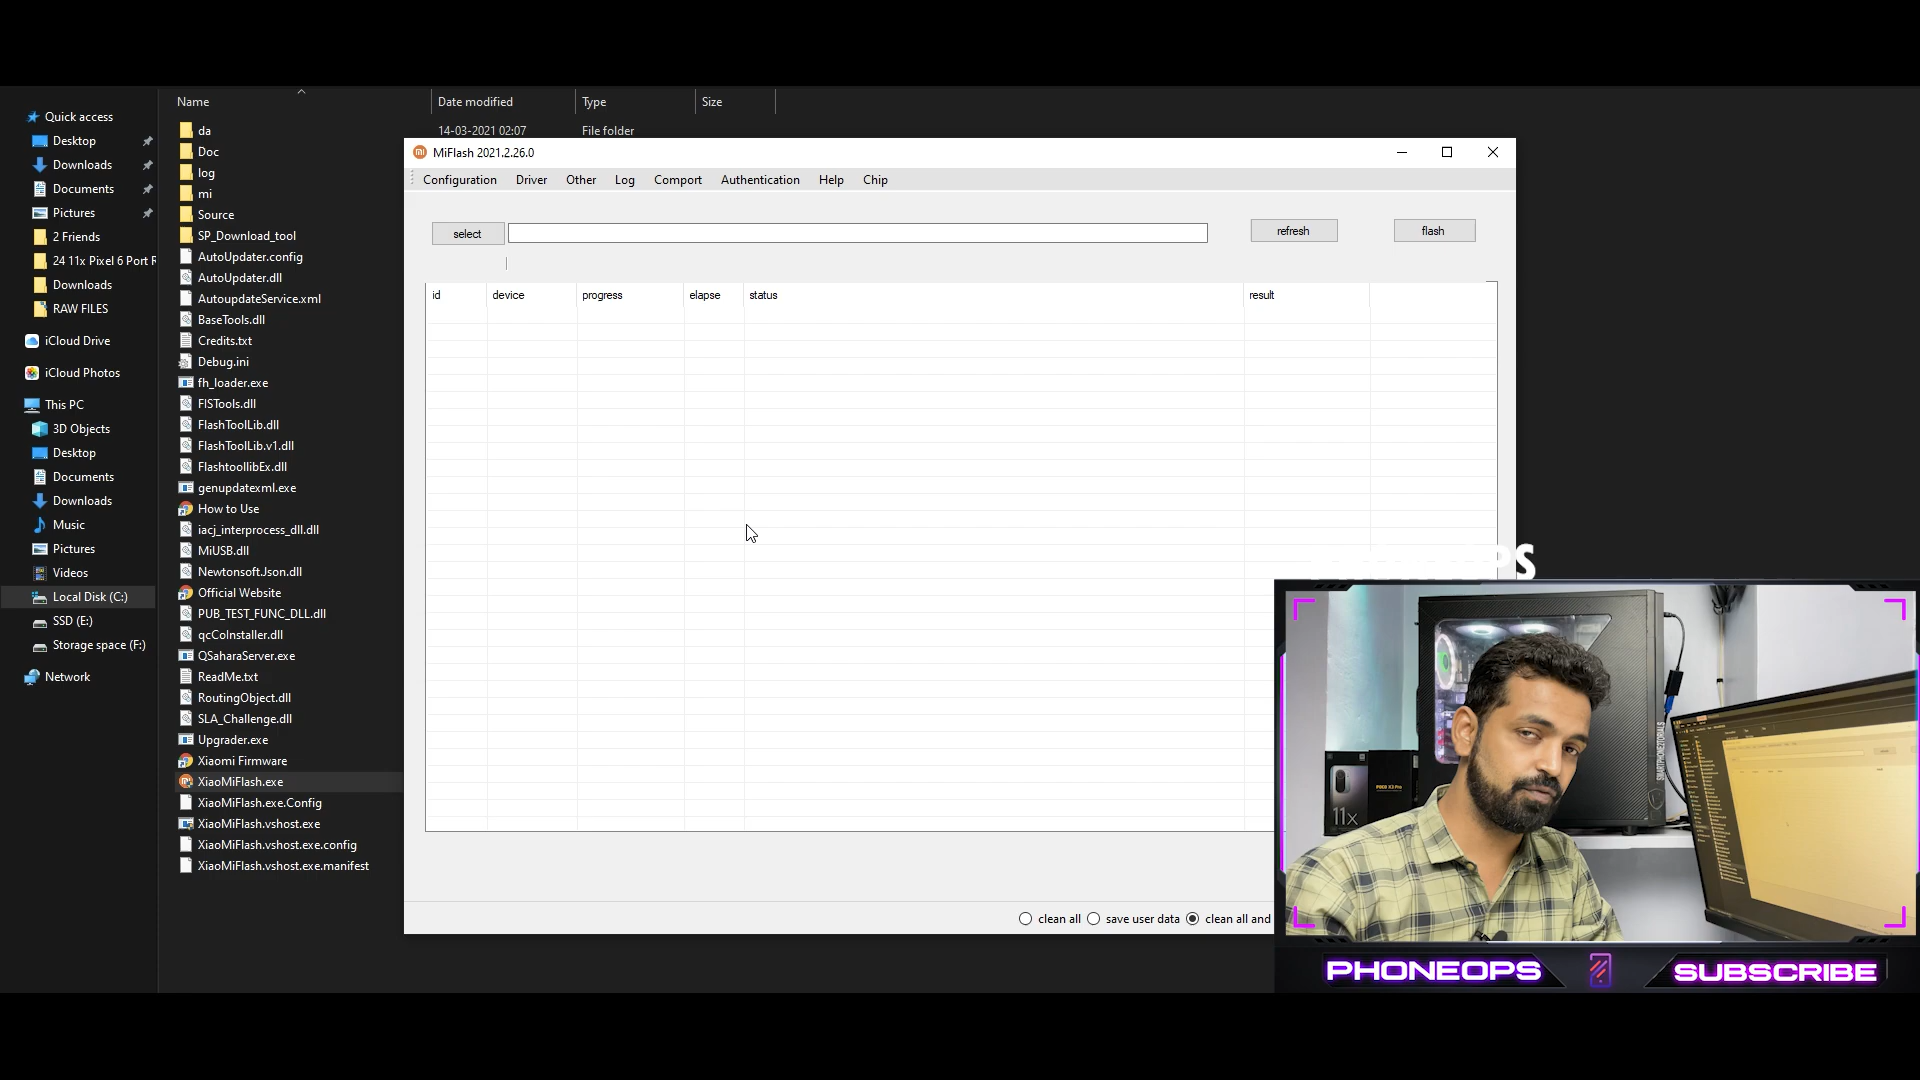 Name
Date modified
Type
Size
Quick access
Desktop
Downloads
Documents
Pictures
2 Friends
24 11x Pixel 6 Port R
Downloads
RAW FILES
iCloud Drive
iCloud Photos
This PC
3D Objects
Desktop
Documents
Downloads
Music
Pictures
Videos
Local Disk (C:)
SSD (E:)
Storage space (F:)
Network
da
14-03-2021 02:07
File folder
Doc
log
mi
Source
SP_Download_tool
AutoUpdater.config
AutoUpdater.dll
AutoupdateService.xml
BaseTools.dll
Credits.txt
Debug.ini
fh_loader.exe
FISTools.dll
FlashToolLib.dll
FlashToolLib.v1.dll
FlashtoollibEx.dll
genupdatexml.exe
How to Use
iacj_interprocess_dll.dll
MiUSB.dll
Newtonsoft.Json.dll
Official Website
PUB_TEST_FUNC_DLL.dll
qcCoInstaller.dll
QSaharaServer.exe
ReadMe.txt
RoutingObject.dll
SLA_Challenge.dll
Upgrader.exe
Xiaomi Firmware
XiaoMiFlash.exe
XiaoMiFlash.exe.Config
XiaoMiFlash.vshost.exe
XiaoMiFlash.vshost.exe.config
XiaoMiFlash.vshost.exe.manifest
MiFlash 2021.2.26.0
Configuration Driver Other Log Comport Authentication Help Chip
select
refresh
flash
id device progress elapse status result
clean all save user data clean all and
11x
POCO X3 Pro
SMARTPHONE2TORIALS
PHONEOPS
SUBSCRIBE